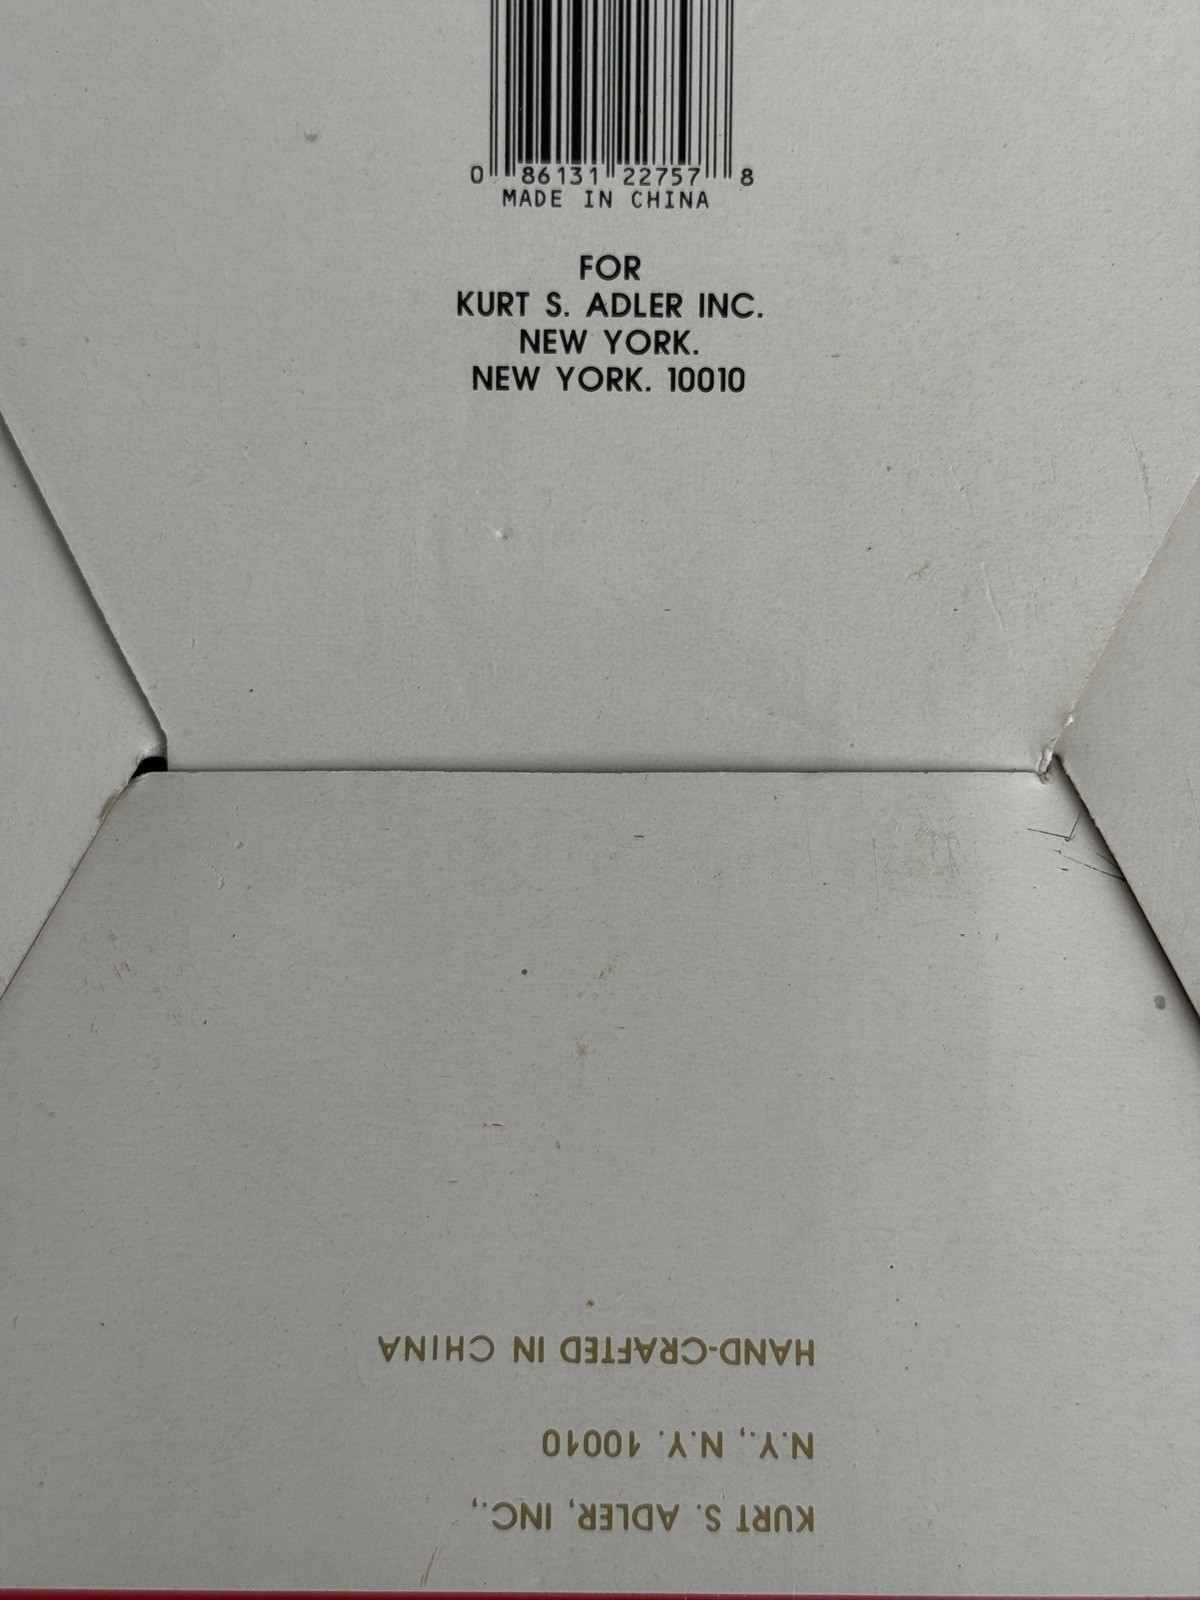 0 86131 22757 8
MADE IN CHINA
FOR
KURT S. ADLER INC.
NEW YORK.
NEW YORK. 10010
KURT S. ADLER, INC.,
N.Y., N.Y. 10010
HAND-CRAFTED IN CHINA